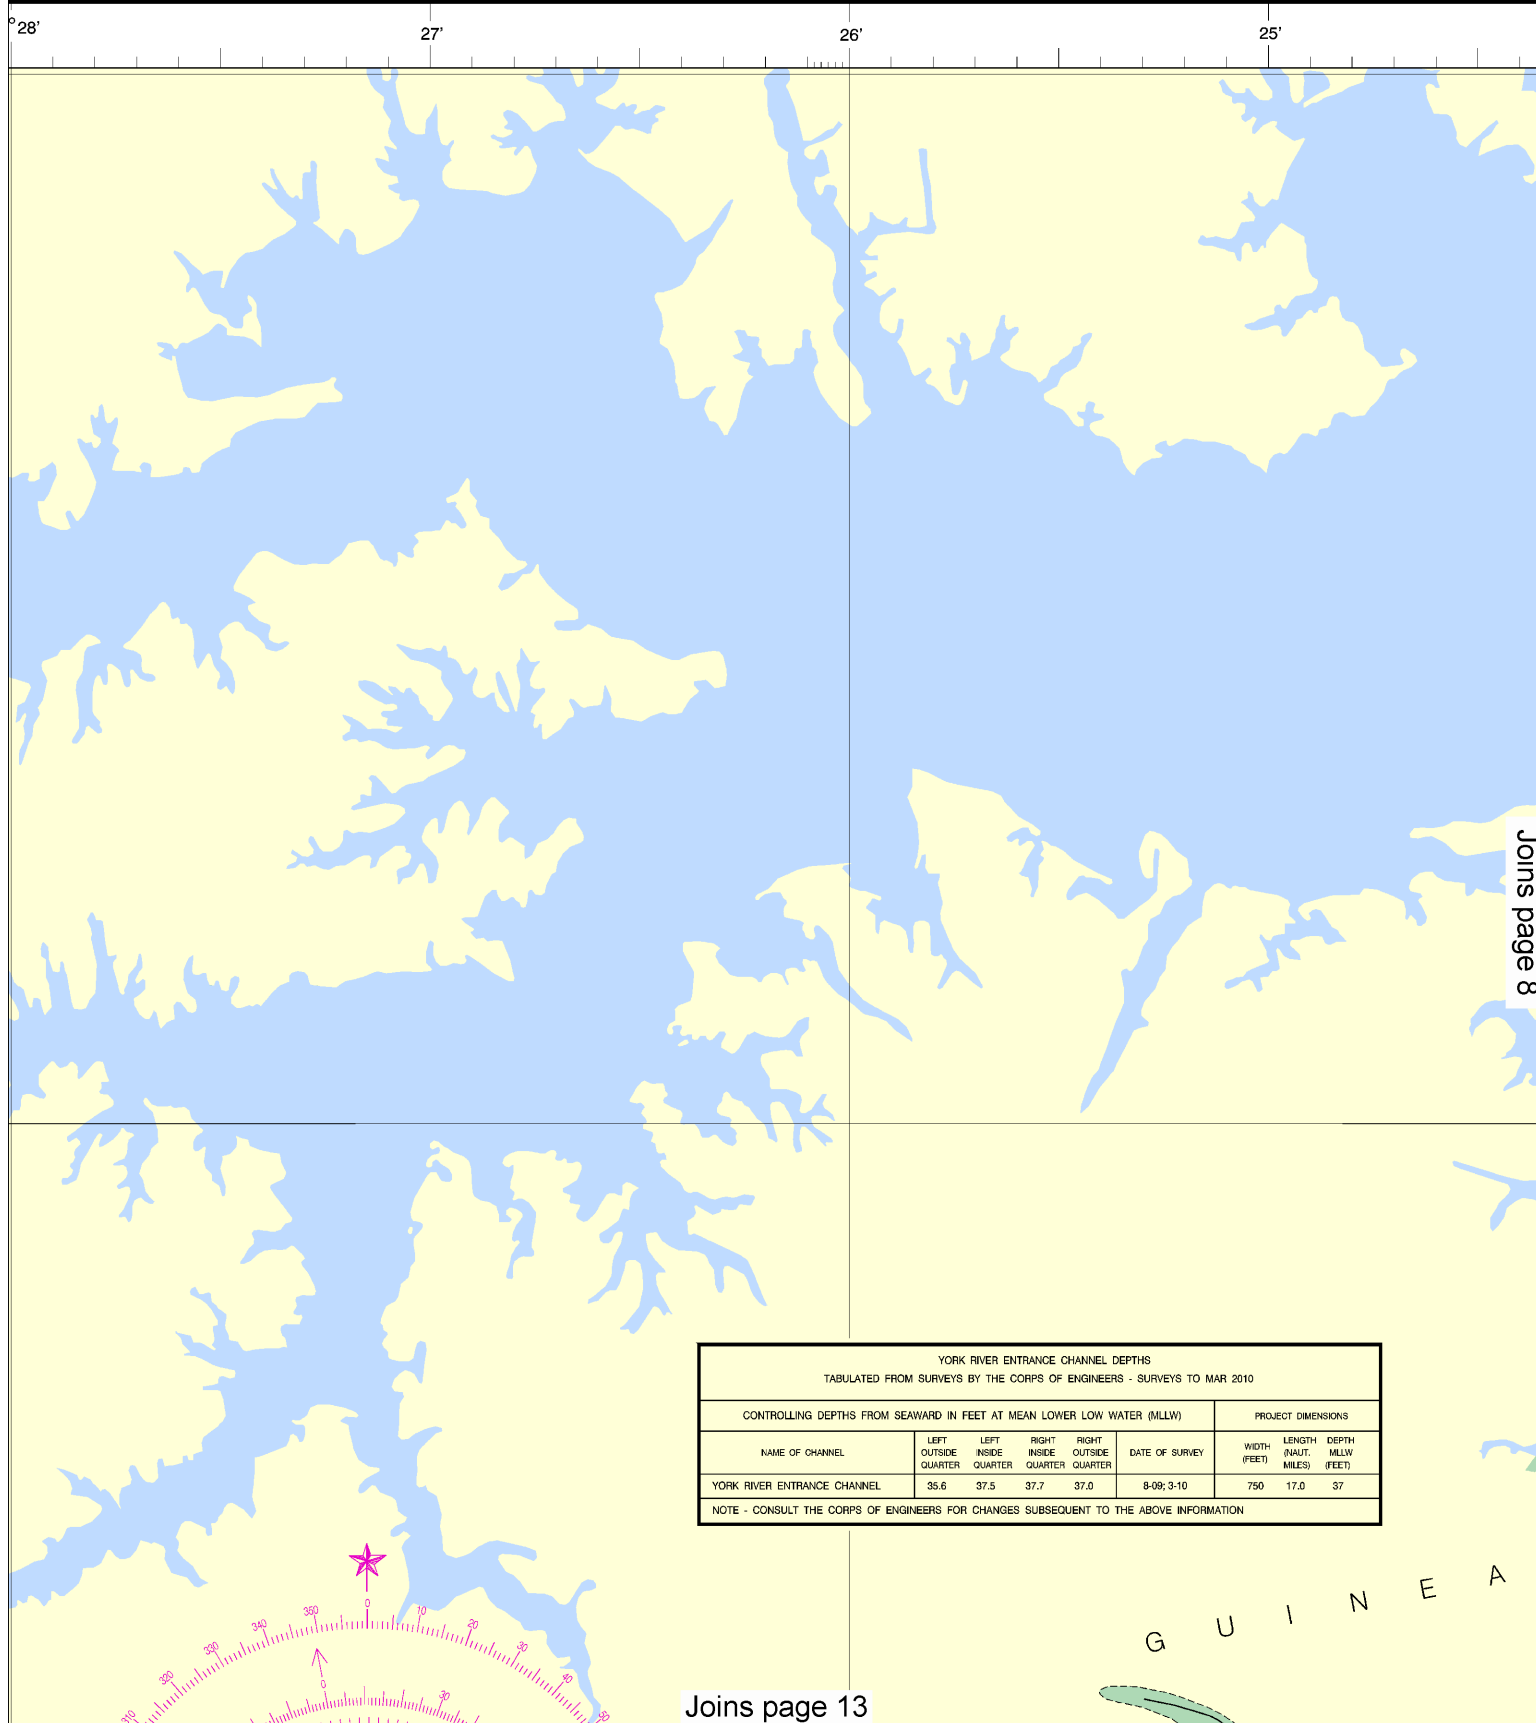 ° 28' 27' 26' 25'
Joins page 8
YORK RIVER ENTRANCE CHANNEL DEPTHS
TABULATED FROM SURVEYS BY THE CORPS OF ENGINEERS - SURVEYS TO MAR 2010
CONTROLLING DEPTHS FROM SEAWARD IN FEET AT MEAN LOWER LOW WATER (MLLW) PROJECT DIMENSIONS
NAME OF CHANNEL
LEFT
OUTSIDE
QUARTER
LEFT
INSIDE
QUARTER
RIGHT
INSIDE
QUARTER
RIGHT
OUTSIDE
QUARTER
DATE OF SURVEY
WIDTH
(FEET)
LENGTH
(NAUT.
MILES)
DEPTH
MLLW
(FEET)
YORK RIVER ENTRANCE CHANNEL 35.6 37.5 37.7 37.0 8-09; 3-10 750 17.0 37
NOTE - CONSULT THE CORPS OF ENGINEERS FOR CHANGES SUBSEQUENT TO THE ABOVE INFORMATION
GUINEA
310 320 330 340 350 0 10 20 30 40 50
0 30
Joins page 13